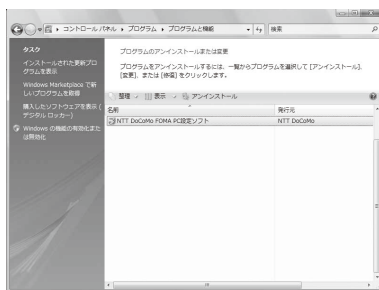 コントロール パネル ▸ プログラム ▸ プログラムと機能
検索
タスク
インストールされた更新プログラムを表示
Windows Marketplace で新しいプログラムを取得
購入したソフトウェアを表示 (デジタル ロッカー)
Windows の機能の有効化または無効化
プログラムのアンインストールまたは変更
プログラムをアンインストールするには、一覧からプログラムを選択して [アンインストール]、
[変更]、または [修復] をクリックします。
整理 表示 アンインストール
名前 発行元
NTT DoCoMo FOMA PC設定ソフト NTT DoCoMo